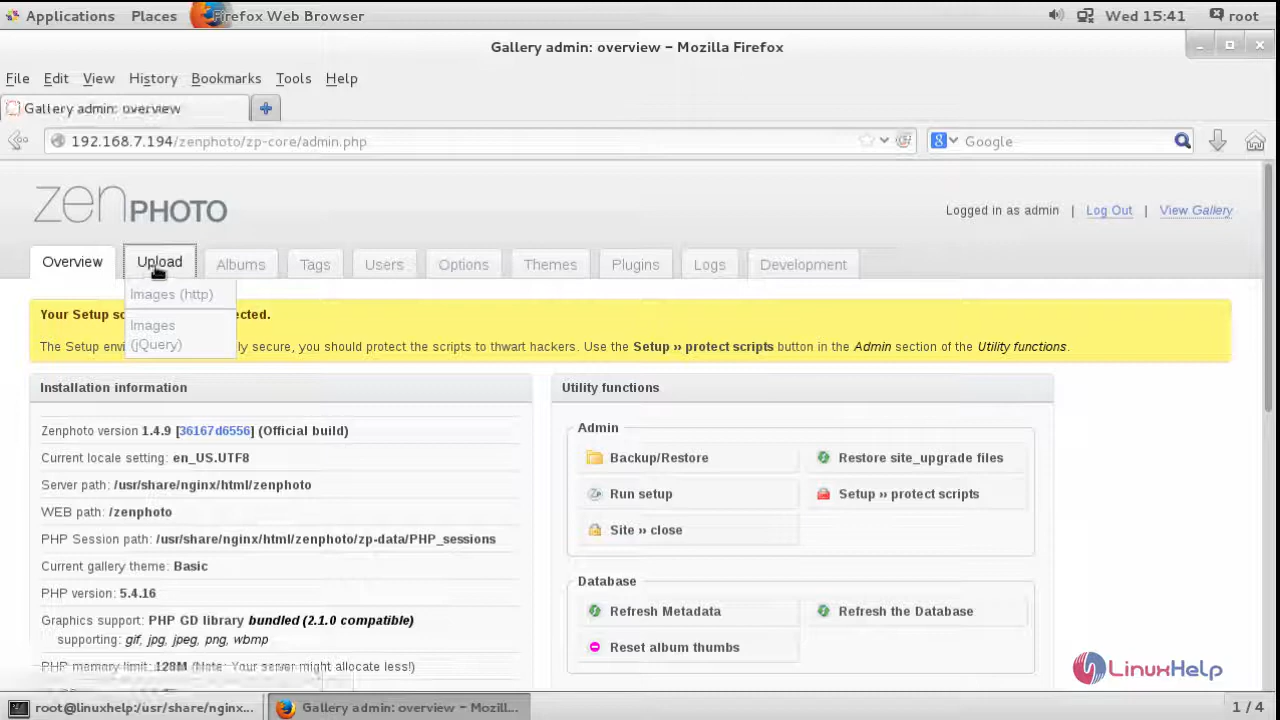 Applications Places Firefox Web Browser Wed 15:41 root
Gallery admin: overview - Mozilla Firefox
File Edit View History Bookmarks Tools Help
Gallery admin: overview
192.168.7.194/zenphoto/zp-core/admin.php Google
zenPHOTO
Logged in as admin | Log Out | View Gallery
Overview Upload Albums Tags Users Options Themes Plugins Logs Development
Images (http)
Images
(jQuery)
Your Setup sc cted.
The Setup envi ly secure, you should protect the scripts to thwart hackers. Use the Setup ›› protect scripts button in the Admin section of the Utility functions.
Installation information
Zenphoto version 1.4.9 [36167d6556] (Official build)
Current locale setting: en_US.UTF8
Server path: /usr/share/nginx/html/zenphoto
WEB path: /zenphoto
PHP Session path: /usr/share/nginx/html/zenphoto/zp-data/PHP_sessions
Current gallery theme: Basic
PHP version: 5.4.16
Graphics support: PHP GD library bundled (2.1.0 compatible)
supporting: gif, jpg, jpeg, png, wbmp
PHP memory limit: 128M (Note: Your server might allocate less!)
Utility functions
Admin
Backup/Restore Restore site_upgrade files
Run setup Setup ›› protect scripts
Site ›› close
Database
Refresh Metadata Refresh the Database
Reset album thumbs
LinuxHelp
root@linuxhelp:/usr/share/nginx... Gallery admin: overview - Mozill... 1 / 4